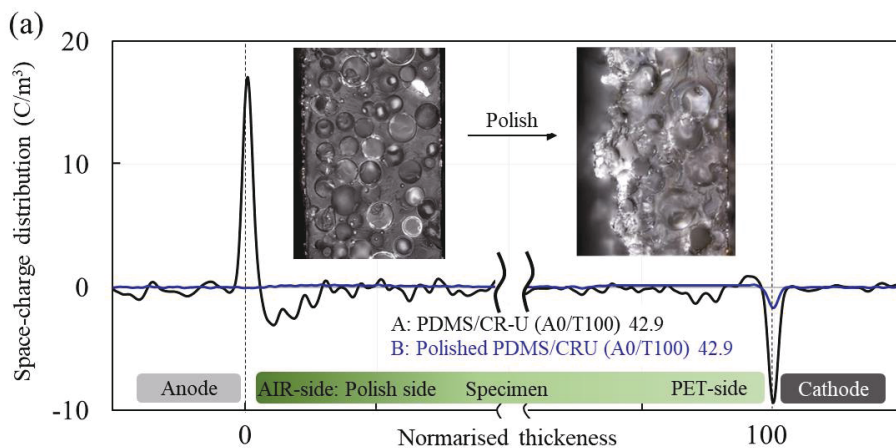 (a)
Space-charge distribution (C/m³)
20
10
0
-10
Polish
A: PDMS/CR-U (A0/T100) 42.9
B: Polished PDMS/CRU (A0/T100) 42.9
Anode
AIR-side: Polish side
Specimen
PET-side
Cathode
0
100
Normarised thickeness